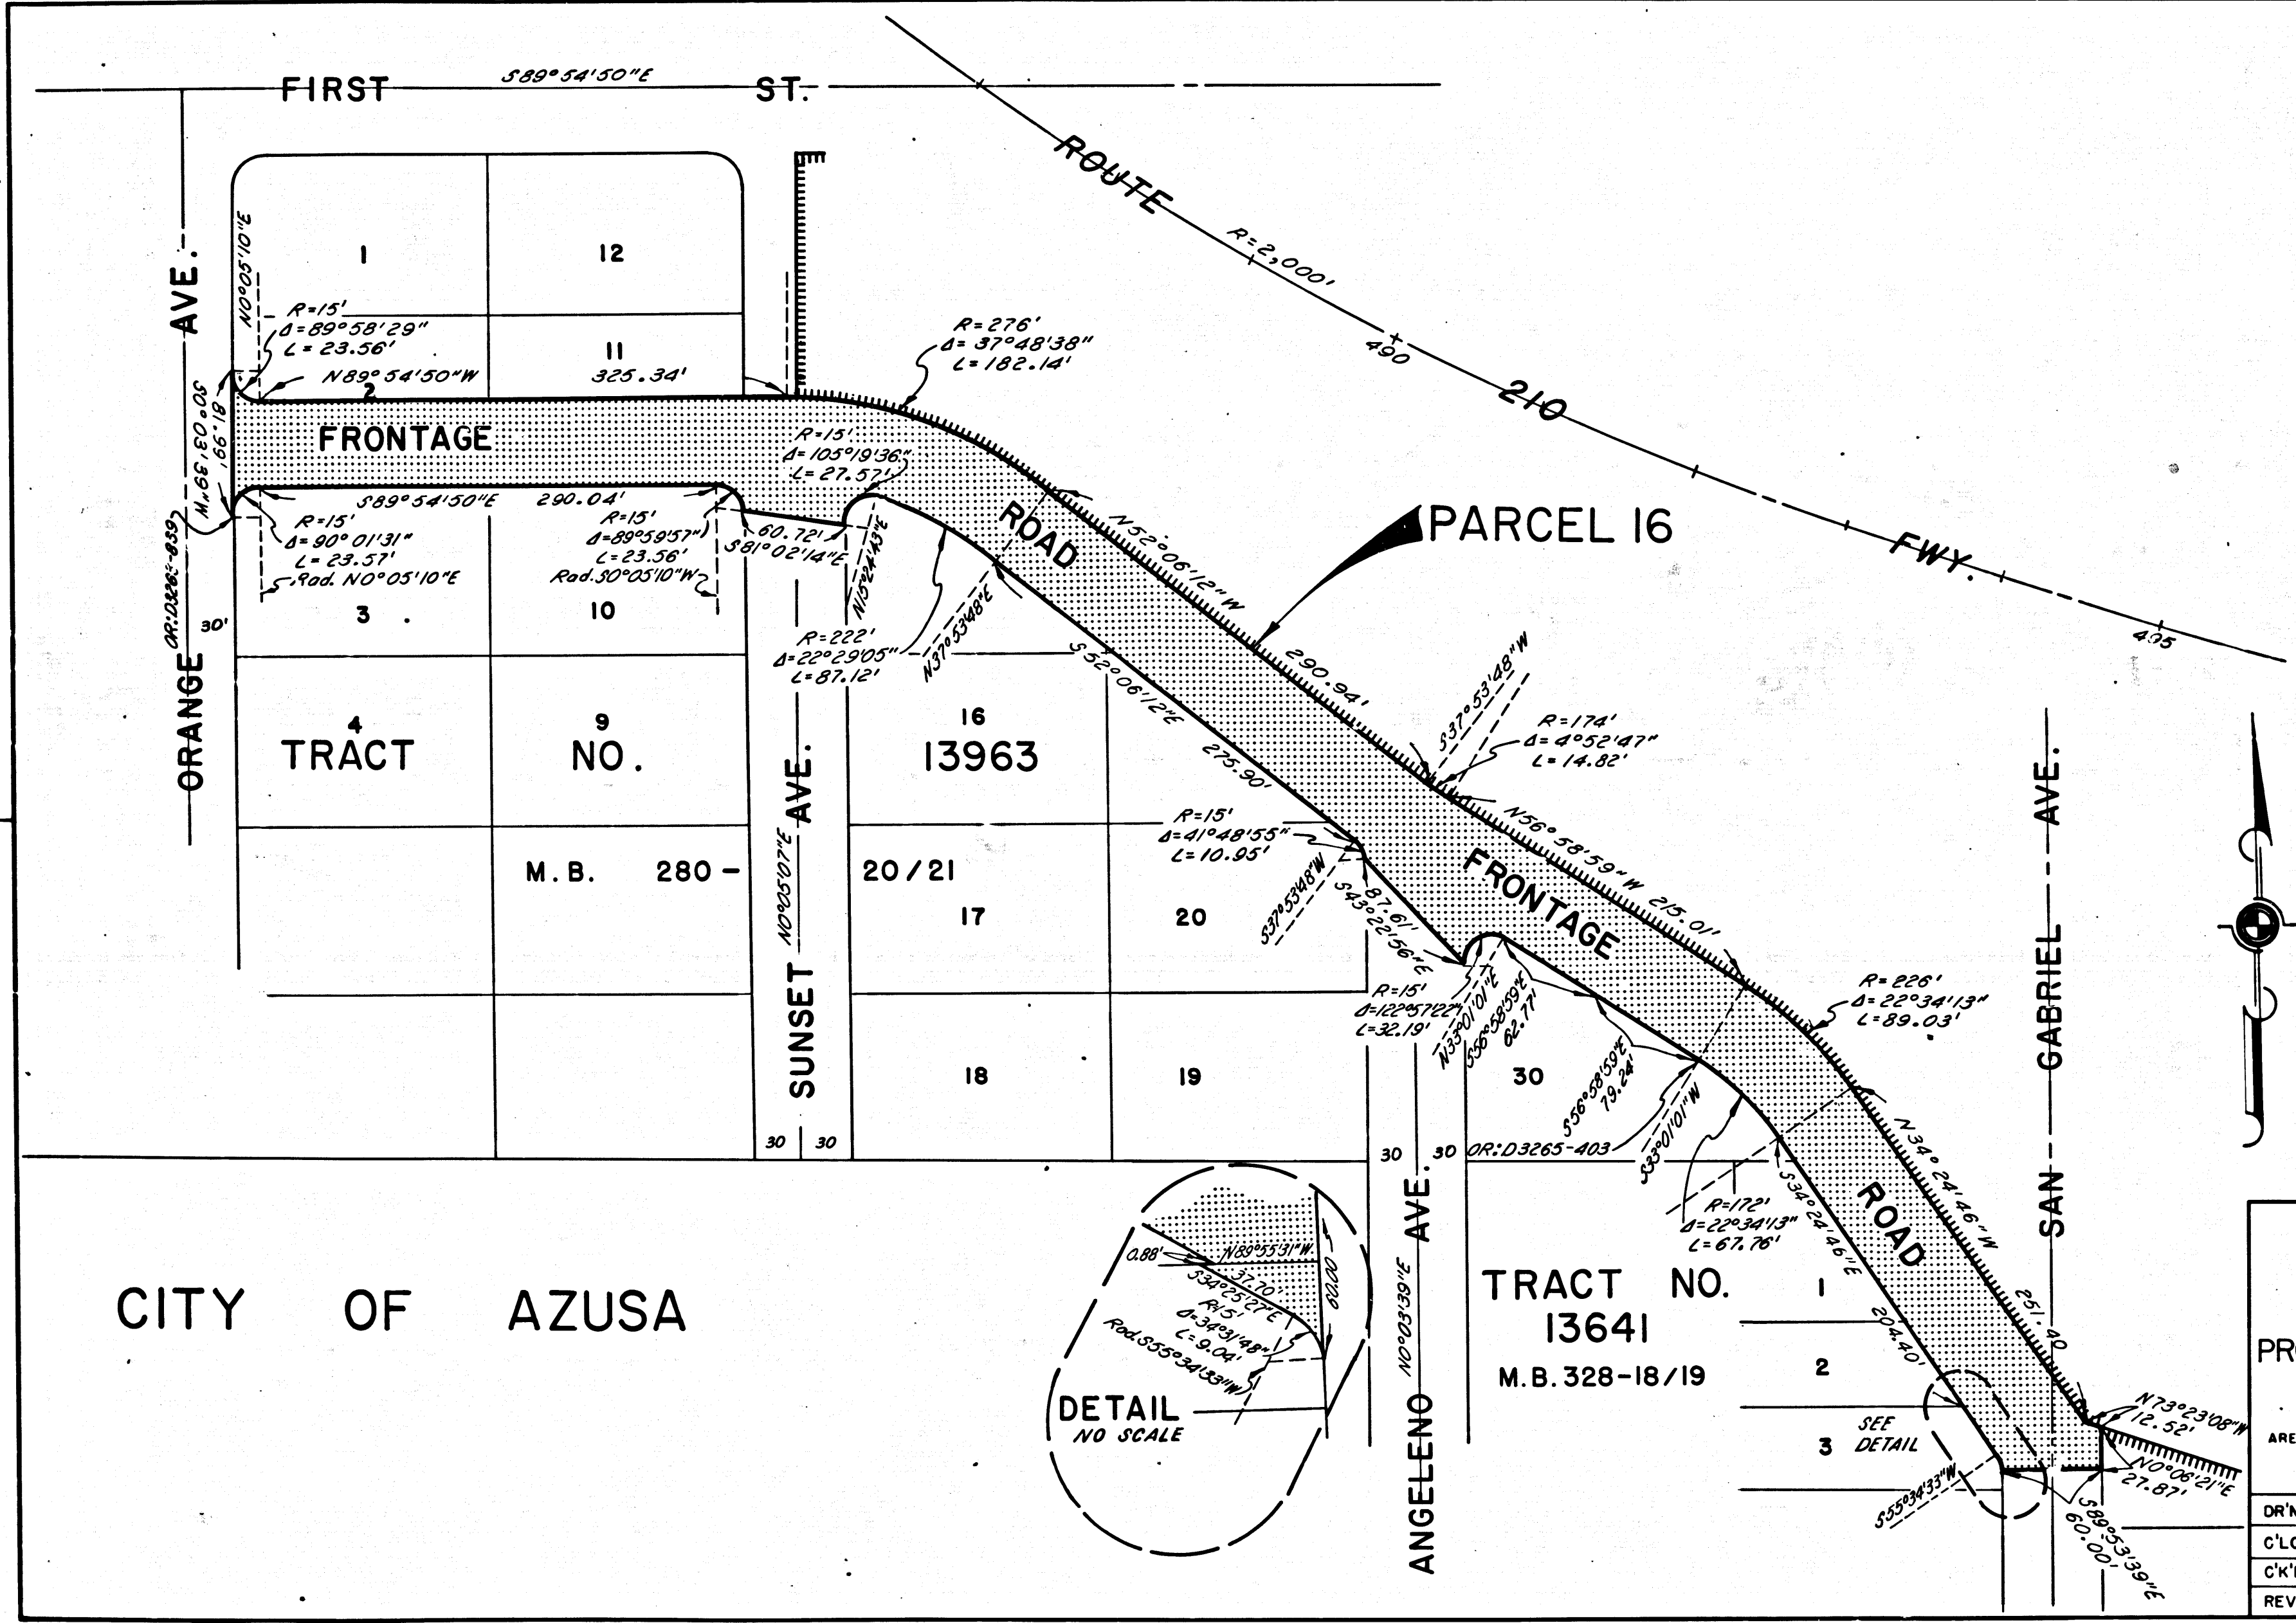 FIRST S89°54'50"E ST.
ROUTE 210 FWY.
R=2,000'
490
495
ORANGE AVE.
N0°05'10"E
1
12
R=15'
Δ=89°58'29"
L=23.56'
11
N89°54'50"W 325.34'
2
R=276'
Δ=37°48'38"
L=182.14'
81.99'
S0°03'39"W
FRONTAGE ROAD
R=15'
Δ=105°19'36"
L=27.57'
S89°54'50"E 290.04'
R=15'
Δ=90°01'31"
L=23.57'
Rad. N0°05'10"E
R=15'
Δ=89°59'57"
L=23.56'
Rad. S0°05'10"W
60.72'
S81°02'14"E
N15°24'43"E
OR:D3263-839
30'
3
10
R=222'
Δ=22°29'05"
L=87.12'
N37°53'48"E
N52°06'12"W 290.94'
PARCEL 16
S52°06'12"E 275.90'
S37°53'48"W
R=174'
Δ=4°52'47"
L=14.82'
4
9
16
TRACT NO. 13963
M.B. 280-20/21
N0°05'07"E
SUNSET AVE.
17
20
18
19
30 30
R=15'
Δ=41°48'55"
L=10.95'
S37°53'48"W
87.61'
S43°22'56"E
N56°58'59"W 215.01'
FRONTAGE ROAD
R=15'
Δ=122°57'22"
L=32.19'
N33°01'01"E
S56°58'59"E
62.77'
S56°58'59"E
79.24'
S33°01'01"W
30
R=226'
Δ=22°34'13"
L=89.03'
SAN GABRIEL AVE.
30 30
OR:D3265-403
R=172'
Δ=22°34'13"
L=67.76'
N34°24'46"W 251.40
S34°24'46"E 204.40'
CITY OF AZUSA
0.88'
N89°55'31"W
37.70'
S34°25'27"E
R=15'
Δ=34°31'48"
L=9.04'
Rad. S55°34'33"W
60.00'
DETAIL
NO SCALE
N0°03'39"E
ANGELENO AVE.
TRACT NO.
13641
M.B. 328-18/19
1
2
3
SEE
DETAIL
S55°34'33"W
N73°23'08"W
12.52'
N0°06'21"E
27.87'
S89°53'39"E
60.00'
PR
ARE
DR'N
C'LC
C'K'
REV